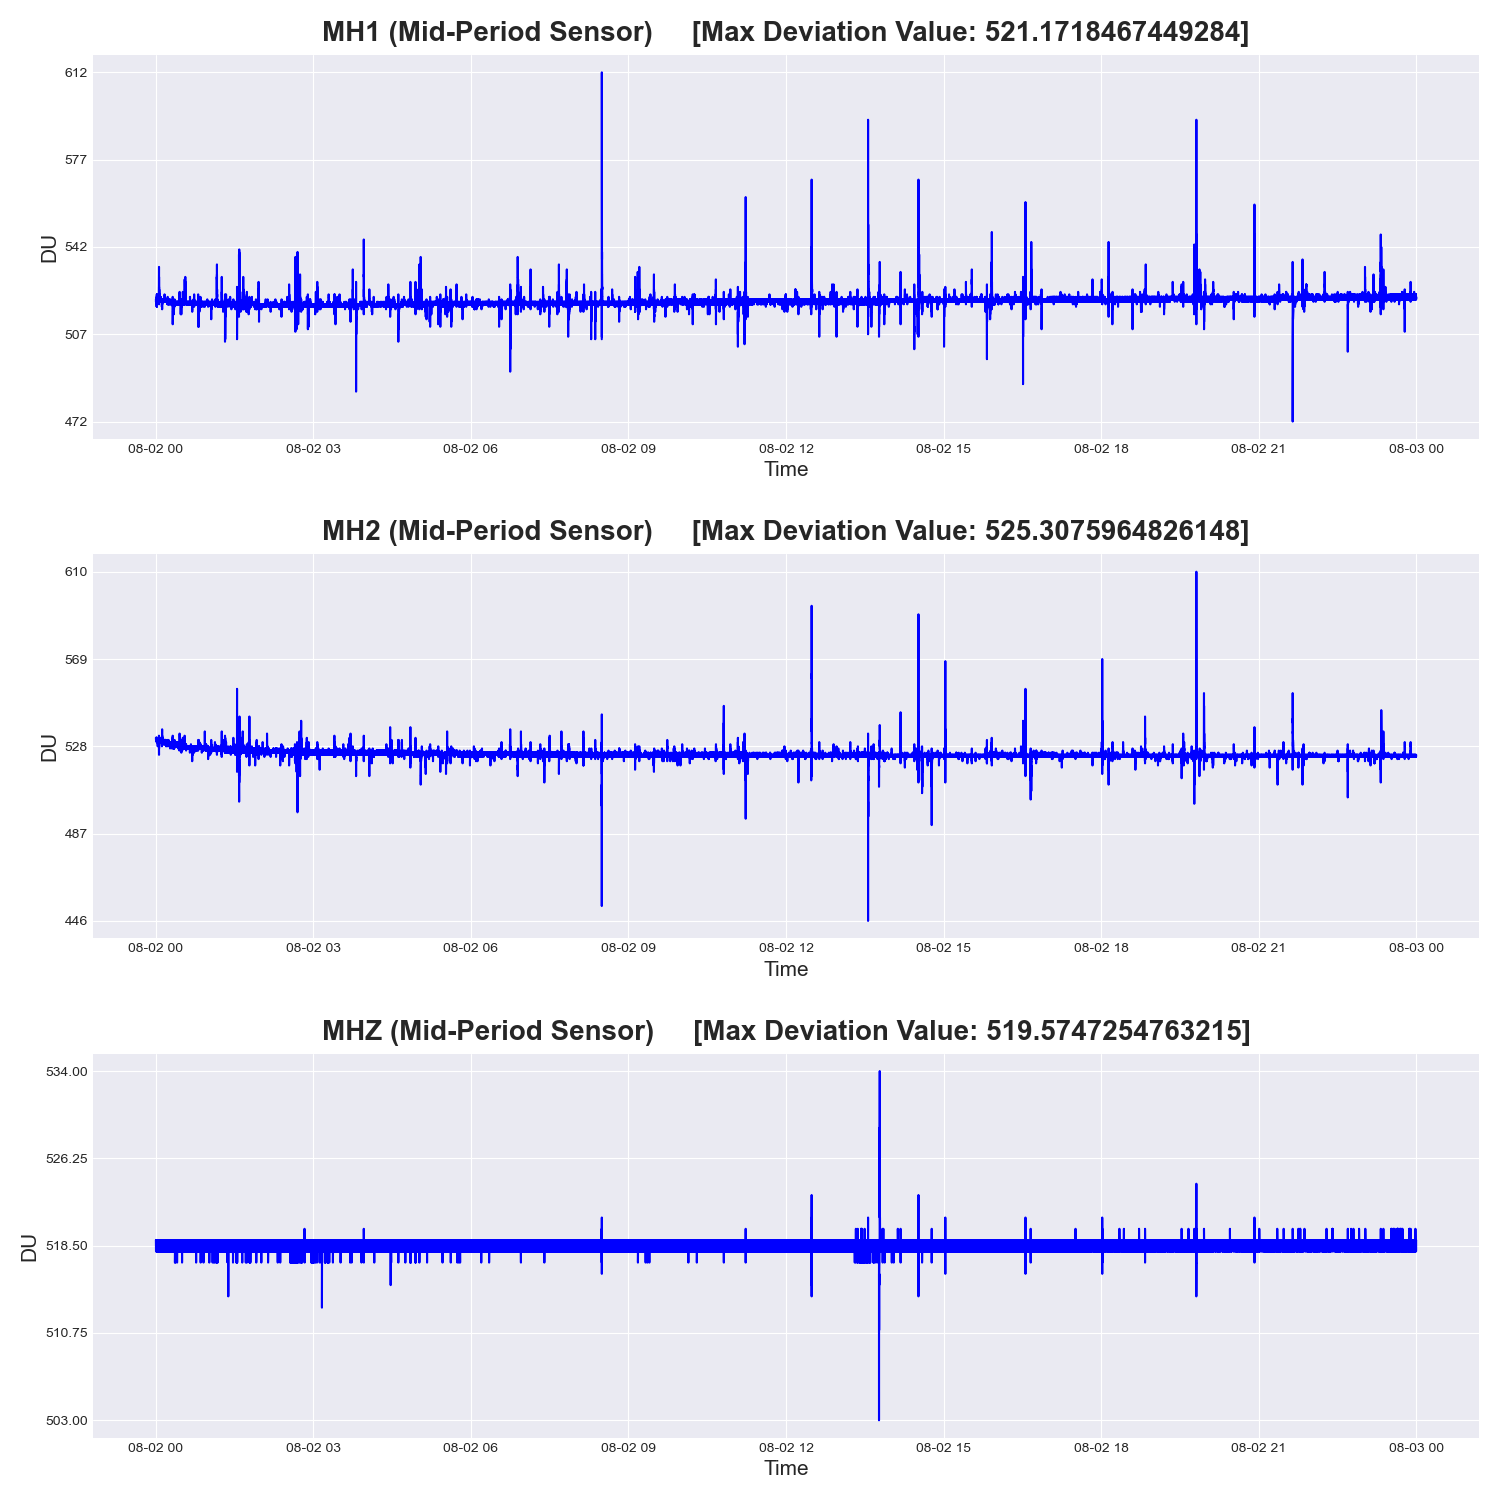 MH1 (Mid-Period Sensor) [Max Deviation Value: 521.1718467449284]
612
577
542
507
472
DU
08-02 00 08-02 03 08-02 06 08-02 09 08-02 12 08-02 15 08-02 18 08-02 21 08-03 00
Time
MH2 (Mid-Period Sensor) [Max Deviation Value: 525.3075964826148]
610
569
528
487
446
DU
08-02 00 08-02 03 08-02 06 08-02 09 08-02 12 08-02 15 08-02 18 08-02 21 08-03 00
Time
MHZ (Mid-Period Sensor) [Max Deviation Value: 519.5747254763215]
534.00
526.25
518.50
510.75
503.00
DU
08-02 00 08-02 03 08-02 06 08-02 09 08-02 12 08-02 15 08-02 18 08-02 21 08-03 00
Time